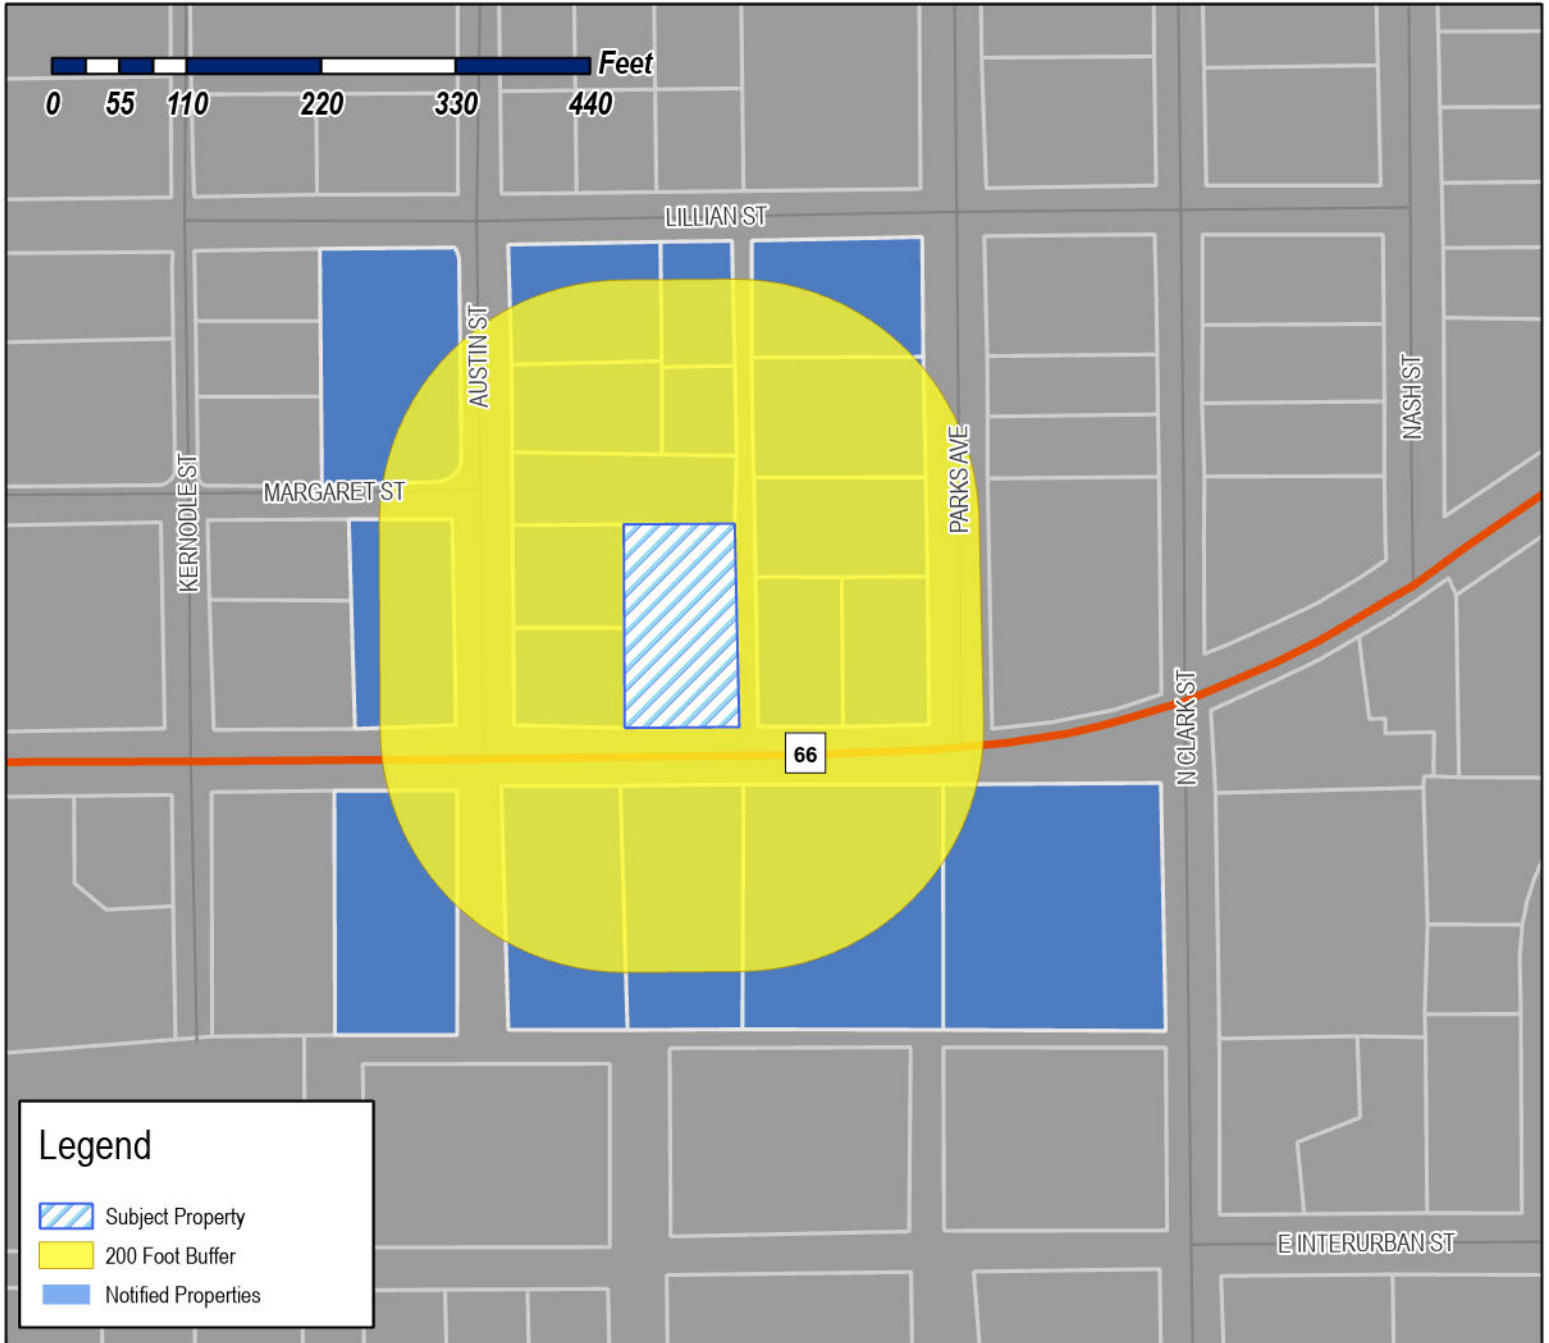 Feet
0 55 110 220 330 440
LILLIAN ST
AUSTIN ST
NASH ST
PARKS AVE
KERNODLE ST
MARGARET ST
N CLARK ST
66
E INTERURBAN ST
Legend
Subject Property
200 Foot Buffer
Notified Properties